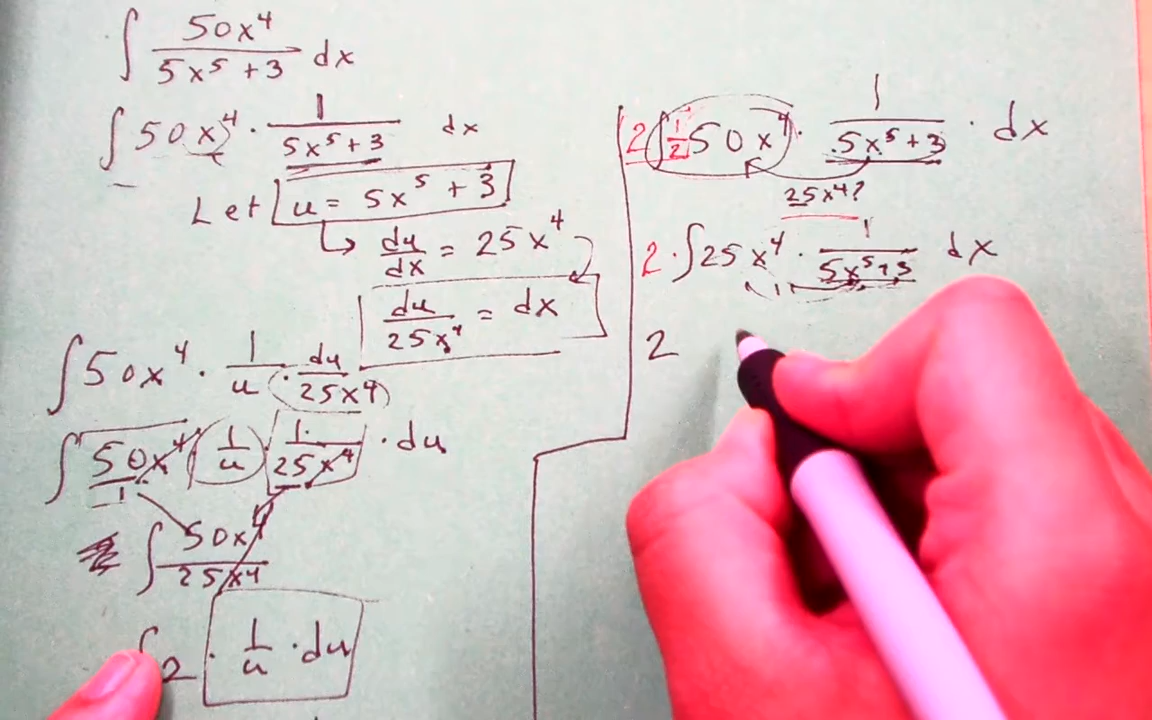 ∫ 50x⁴ / 5x⁵ + 3 dx
∫ 50x⁴ · 1 / 5x⁵ + 3 dx
Let u = 5x⁵ + 3
du/dx = 25x⁴
du/25x⁴ = dx
∫ 50x⁴ · 1/u · du/25x⁴
∫ 50x⁴ (1/u) 1/25x⁴ · du
∫ 50x⁴/25x⁴
∫ 2 · 1/u · du
2 ∫ 1/2 50x⁴ · 1 / 5x⁵ + 3 · dx
25x⁴?
2 · ∫ 25x⁴ · 1 / 5x⁵ + 3 dx
2